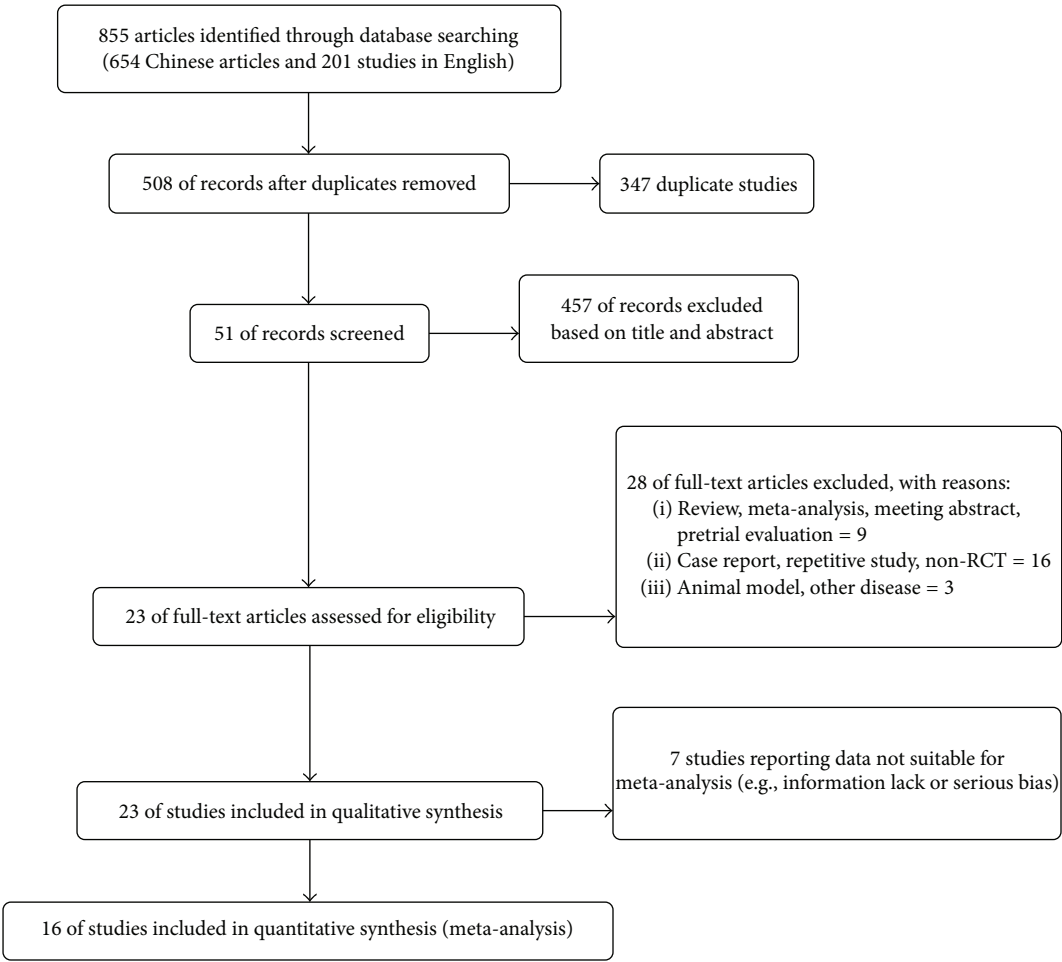 855 articles identified through database searching
(654 Chinese articles and 201 studies in English)
508 of records after duplicates removed
347 duplicate studies
51 of records screened
457 of records excluded
based on title and abstract
28 of full-text articles excluded, with reasons:
(i) Review, meta-analysis, meeting abstract,
pretrial evaluation = 9
(ii) Case report, repetitive study, non-RCT = 16
(iii) Animal model, other disease = 3
23 of full-text articles assessed for eligibility
7 studies reporting data not suitable for
meta-analysis (e.g., information lack or serious bias)
23 of studies included in qualitative synthesis
16 of studies included in quantitative synthesis (meta-analysis)